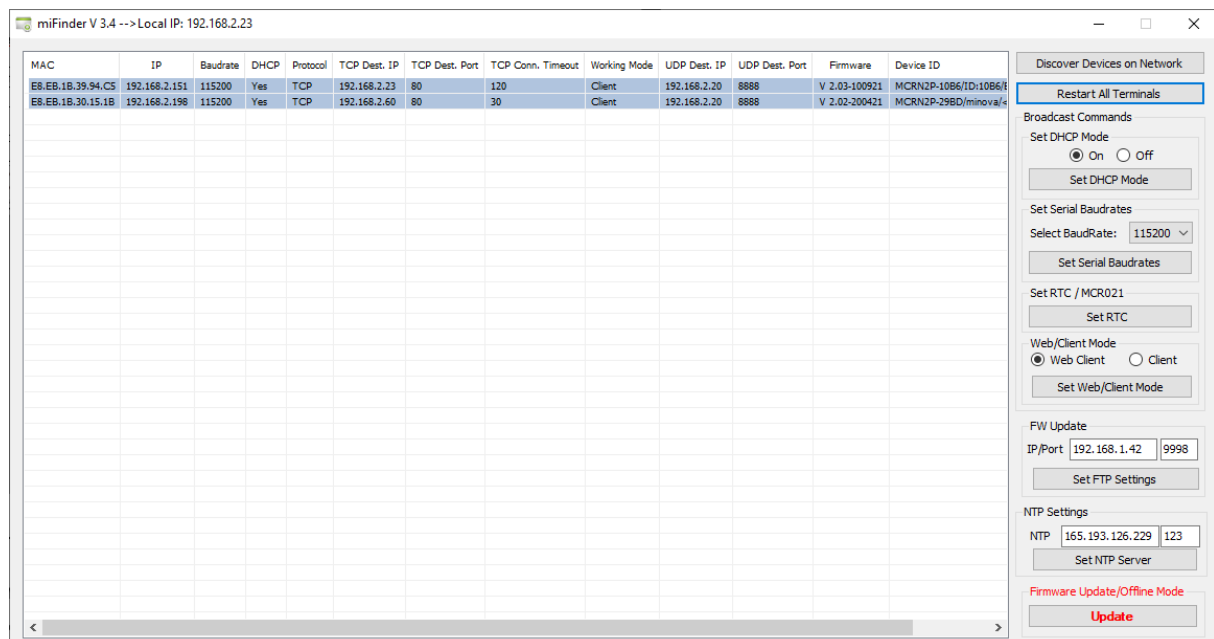 miFinder V 3.4 -->Local IP: 192.168.2.23
MAC IP Baudrate DHCP Protocol TCP Dest. IP TCP Dest. Port TCP Conn. Timeout Working Mode UDP Dest. IP UDP Dest. Port Firmware Device ID
E8.EB.1B.39.94.C5 192.168.2.151 115200 Yes TCP 192.168.2.23 80 120 Client 192.168.2.20 8888 V 2.03-100921 MCRN2P-10B6/ID:10B6/
E8.EB.1B.30.15.1B 192.168.2.198 115200 Yes TCP 192.168.2.60 80 30 Client 192.168.2.20 8888 V 2.02-200421 MCRN2P-29BD/minova/<
Discover Devices on Network
Restart All Terminals
Broadcast Commands
Set DHCP Mode
On Off
Set DHCP Mode
Set Serial Baudrates
Select BaudRate: 115200
Set Serial Baudrates
Set RTC / MCR021
Set RTC
Web/Client Mode
Web Client Client
Set Web/Client Mode
FW Update
IP/Port 192.168.1.42 9998
Set FTP Settings
NTP Settings
NTP 165.193.126.229 123
Set NTP Server
Firmware Update/Offline Mode
Update